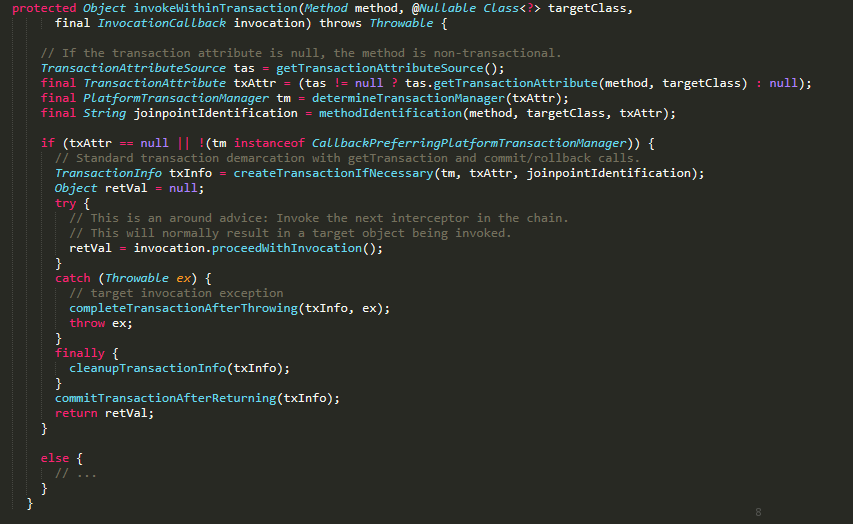 protected Object invokeWithinTransaction(Method method, @Nullable Class<?> targetClass,
final InvocationCallback invocation) throws Throwable {
// If the transaction attribute is null, the method is non-transactional.
TransactionAttributeSource tas = getTransactionAttributeSource();
final TransactionAttribute txAttr = (tas != null ? tas.getTransactionAttribute(method, targetClass) : null);
final PlatformTransactionManager tm = determineTransactionManager(txAttr);
final String joinpointIdentification = methodIdentification(method, targetClass, txAttr);
if (txAttr == null || !(tm instanceof CallbackPreferringPlatformTransactionManager)) {
// Standard transaction demarcation with getTransaction and commit/rollback calls.
TransactionInfo txInfo = createTransactionIfNecessary(tm, txAttr, joinpointIdentification);
Object retVal = null;
try {
// This is an around advice: Invoke the next interceptor in the chain.
// This will normally result in a target object being invoked.
retVal = invocation.proceedWithInvocation();
}
catch (Throwable ex) {
// target invocation exception
completeTransactionAfterThrowing(txInfo, ex);
throw ex;
}
finally {
cleanupTransactionInfo(txInfo);
}
commitTransactionAfterReturning(txInfo);
return retVal;
}
else {
// ...
}
}
8